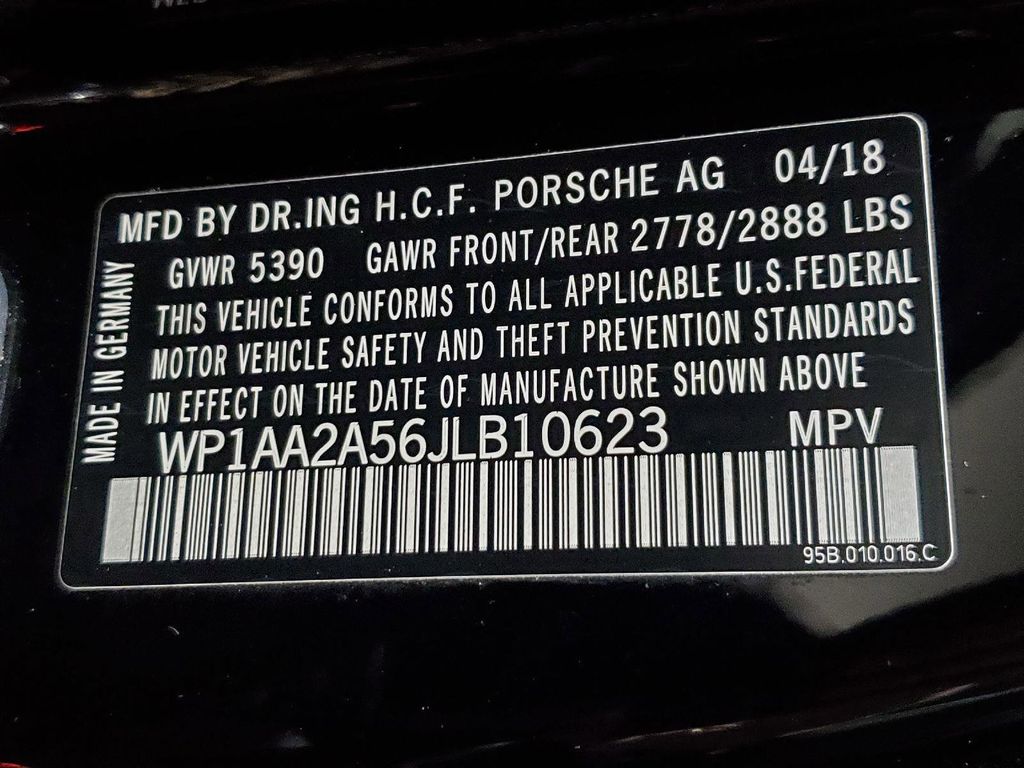 MFD BY DR.ING H.C.F. PORSCHE AG 04/18
GVWR 5390 GAWR FRONT/REAR 2778/2888 LBS
THIS VEHICLE CONFORMS TO ALL APPLICABLE U.S.FEDERAL
MOTOR VEHICLE SAFETY AND THEFT PREVENTION STANDARDS
IN EFFECT ON THE DATE OF MANUFACTURE SHOWN ABOVE
WP1AA2A56JLB10623 MPV
95B.010.016.C
MADE IN GERMANY